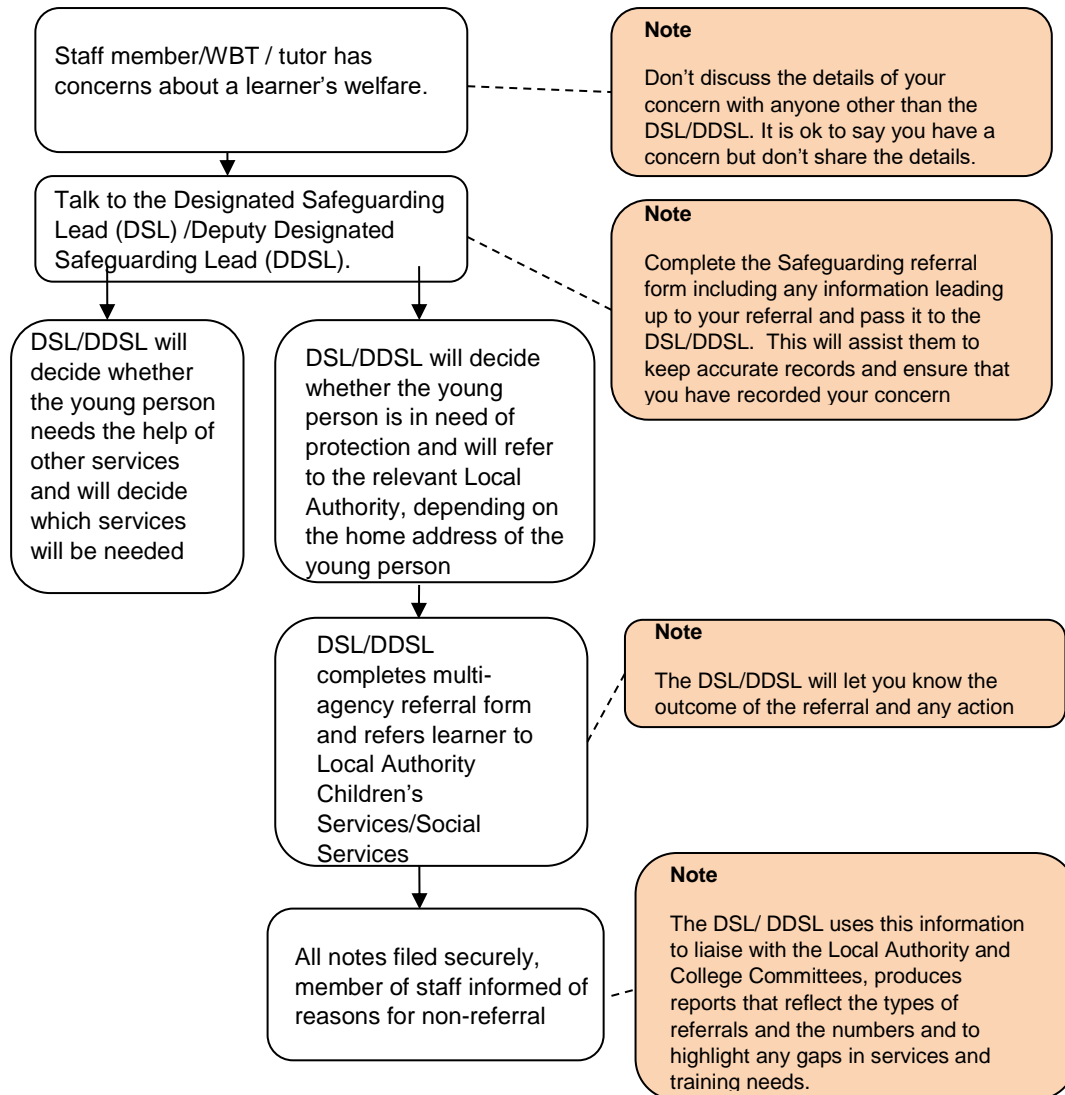 Staff member/WBT / tutor has
concerns about a learner's welfare.
Note
Don't discuss the details of your
concern with anyone other than the
DSL/DDSL. It is ok to say you have a
concern but don't share the details.
Talk to the Designated Safeguarding
Lead (DSL) /Deputy Designated
Safeguarding Lead (DDSL).
Note
Complete the Safeguarding referral
form including any information leading
up to your referral and pass it to the
DSL/DDSL.  This will assist them to
keep accurate records and ensure that
you have recorded your concern
DSL/DDSL will
decide whether
the young person
needs the help of
other services
and will decide
which services
will be needed
DSL/DDSL will decide
whether the young
person is in need of
protection and will refer
to the relevant Local
Authority, depending on
the home address of the
young person
DSL/DDSL
completes multi-
agency referral form
and refers learner to
Local Authority
Children's
Services/Social
Services
Note
The DSL/DDSL will let you know the
outcome of the referral and any action
All notes filed securely,
member of staff informed of
reasons for non-referral
Note
The DSL/ DDSL uses this information
to liaise with the Local Authority and
College Committees, produces
reports that reflect the types of
referrals and the numbers and to
highlight any gaps in services and
training needs.